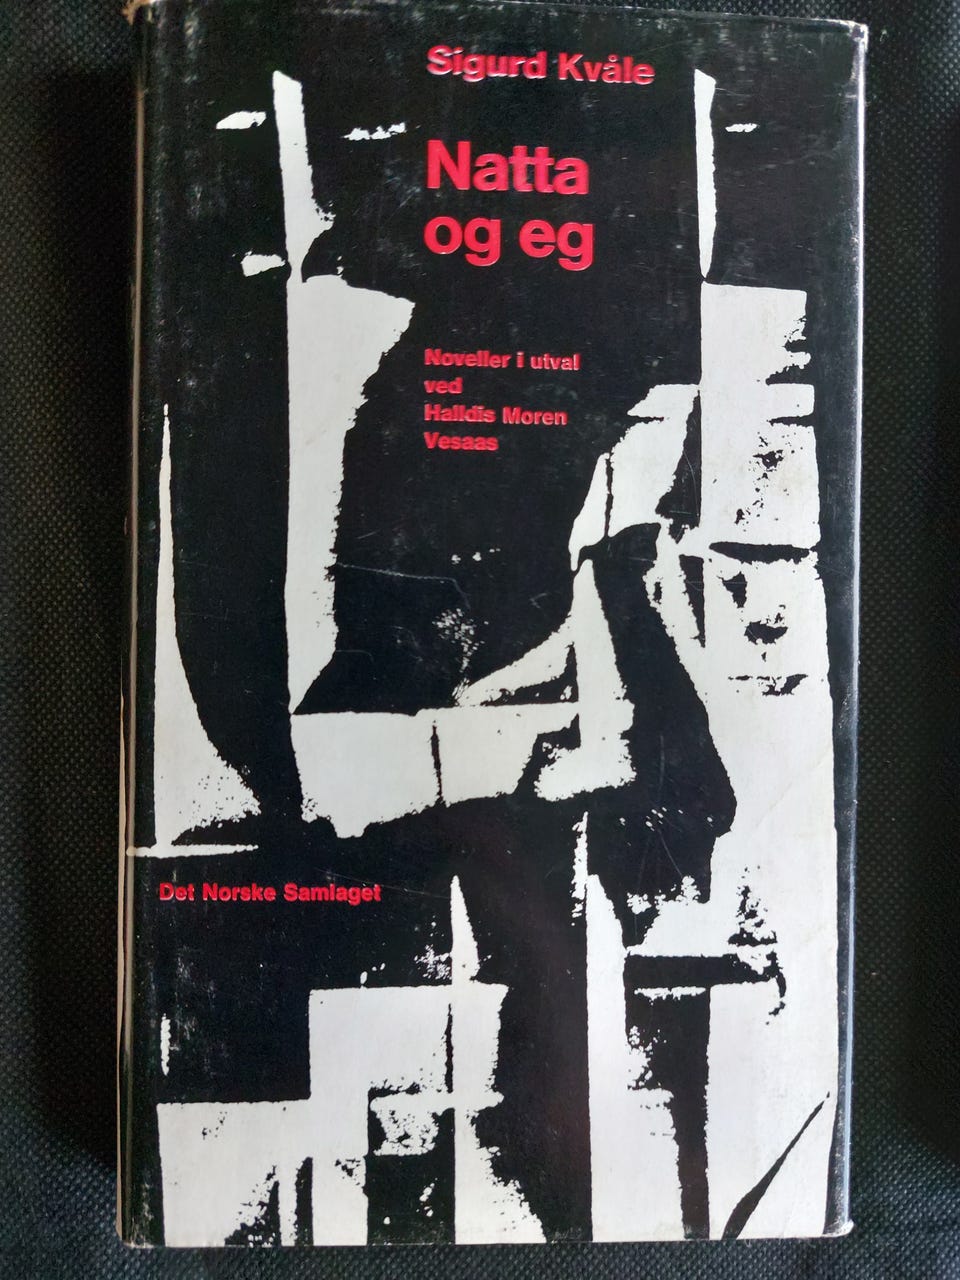 Sigurd Kvåle
Natta
og eg
Noveller i utval
ved
Halldis Moren
Vesaas
Det Norske Samlaget